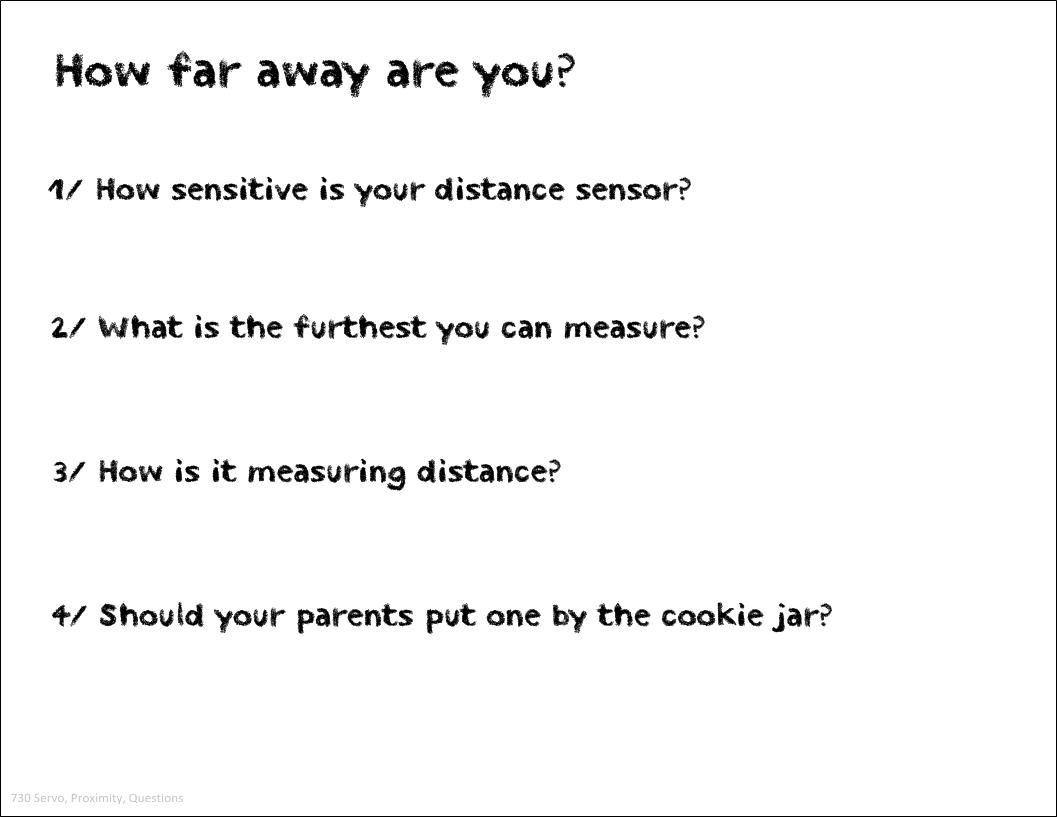 How far away are you?
1/ How sensitive is your distance sensor?
2/ What is the furthest you can measure?
3/ How is it measuring distance?
4/ Should your parents put one by the cookie jar?
730 Servo, Proximity, Questions